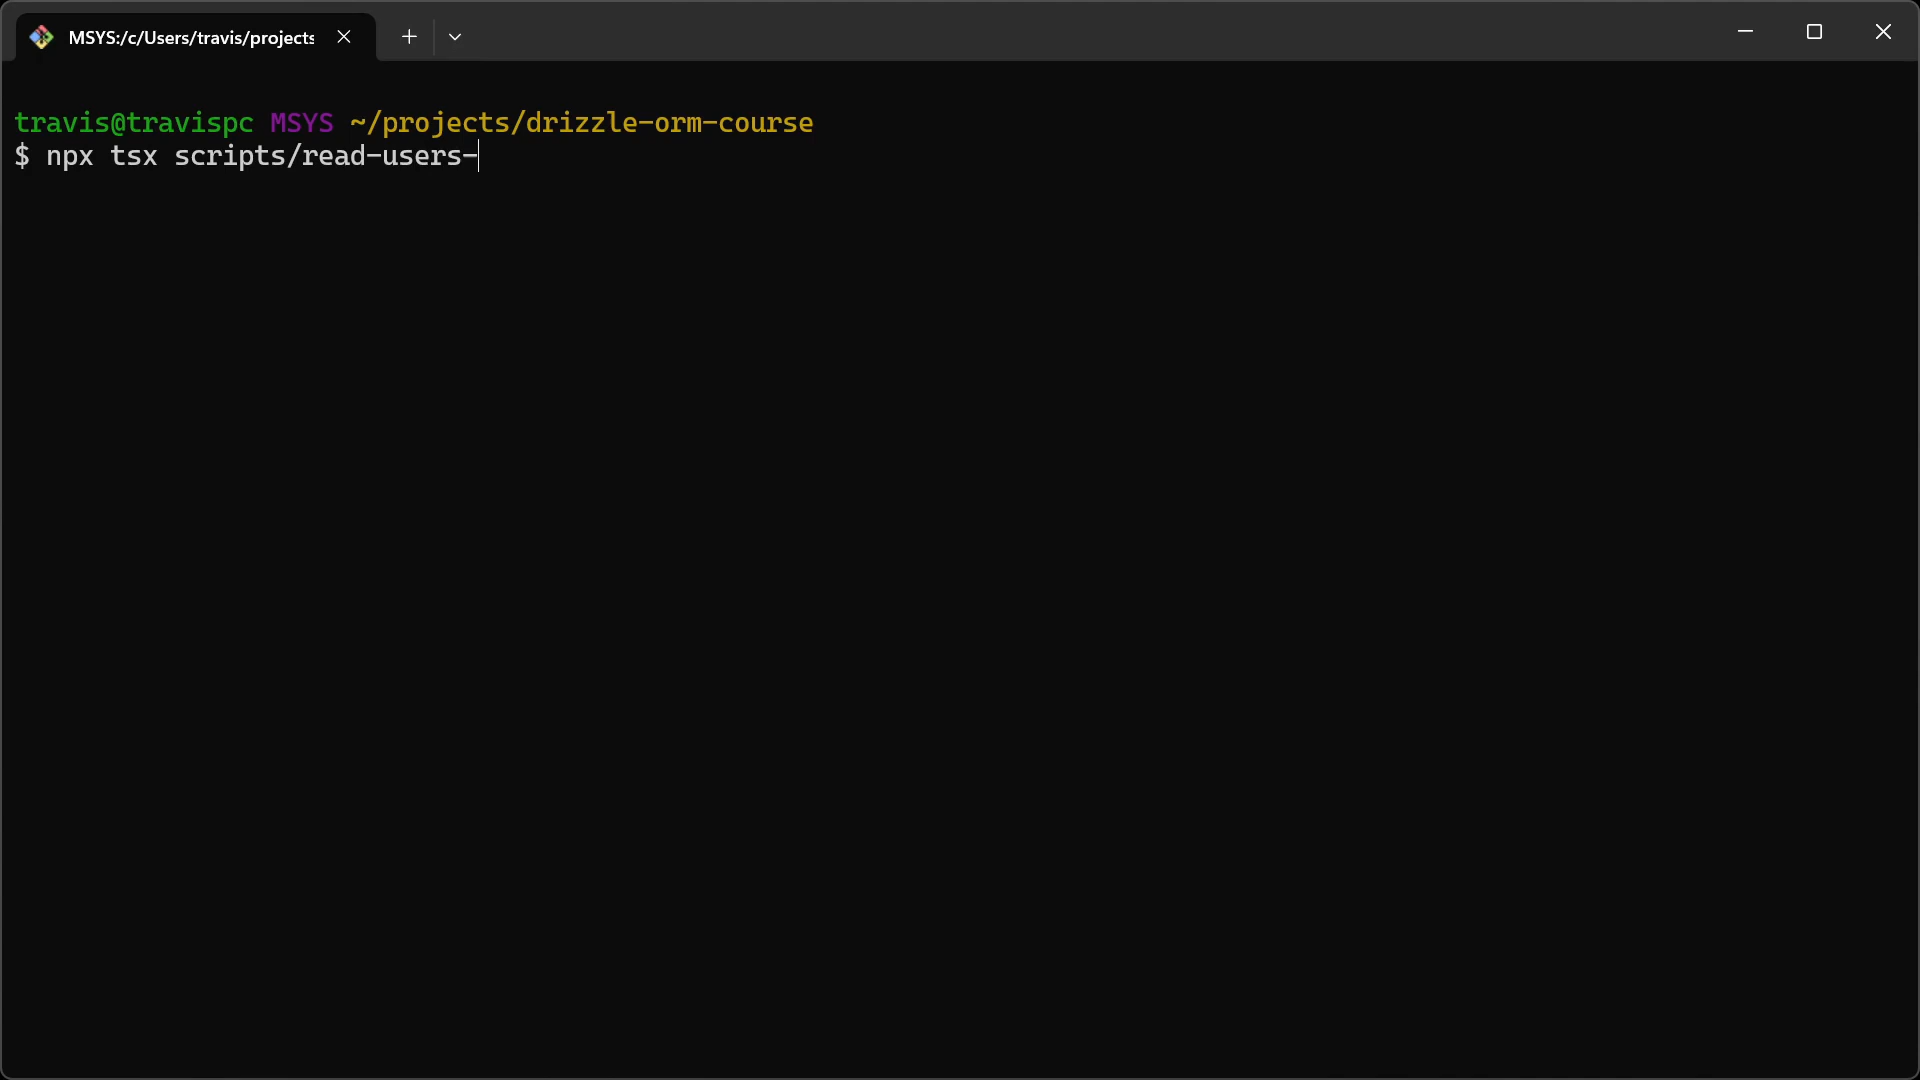 MSYS:/c/Users/travis/projects
travis@travispc MSYS ~/projects/drizzle-orm-course
$ npx tsx scripts/read-users-